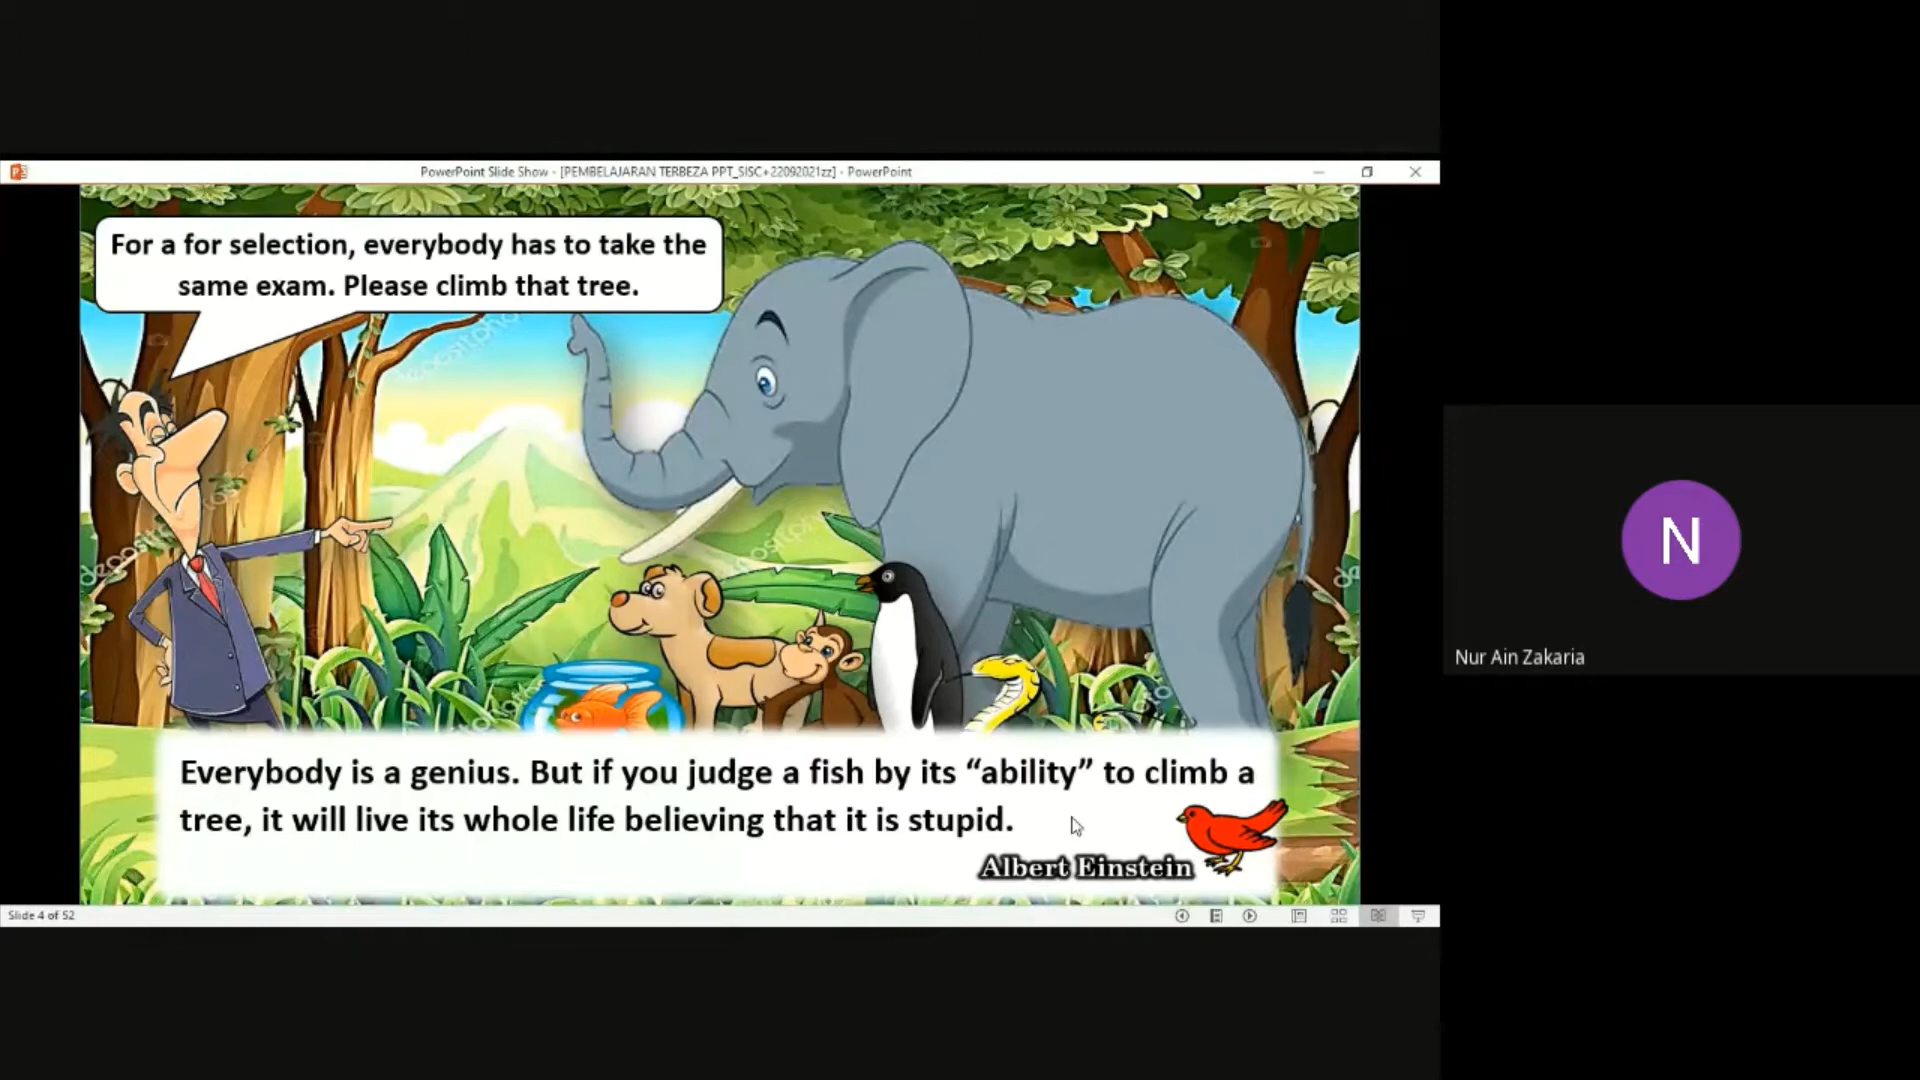 PowerPoint Slide Show - [PEMBELAJARAN TERBEZA PPT_SISC+22092021zz] - PowerPoint
For a for selection, everybody has to take the
same exam. Please climb that tree.
Everybody is a genius. But if you judge a fish by its “ability” to climb a
tree, it will live its whole life believing that it is stupid.
Albert Einstein
Slide 4 of 52
N
Nur Ain Zakaria